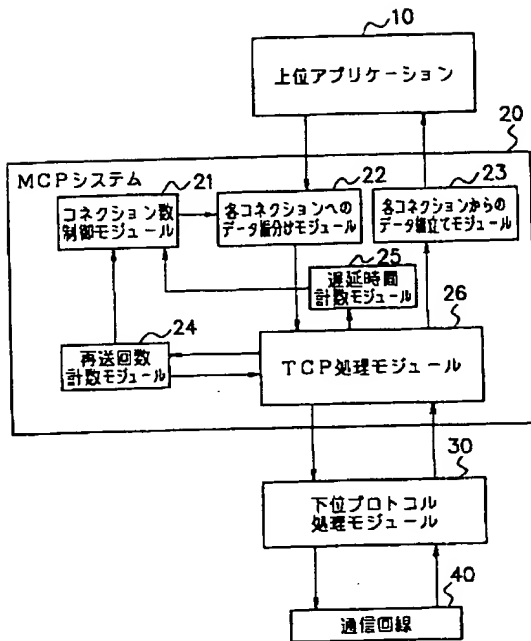 10
上位アプリケーション
20
MCPシステム
21
コネクション数
制御モジュール
22
各コネクションへの
データ振分けモジュール
23
各コネクションからの
データ組立てモジュール
25
遅延時間
計数モジュール
24
再送回数
計数モジュール
26
TCP処理モジュール
30
下位プロトコル
処理モジュール
40
通信回線